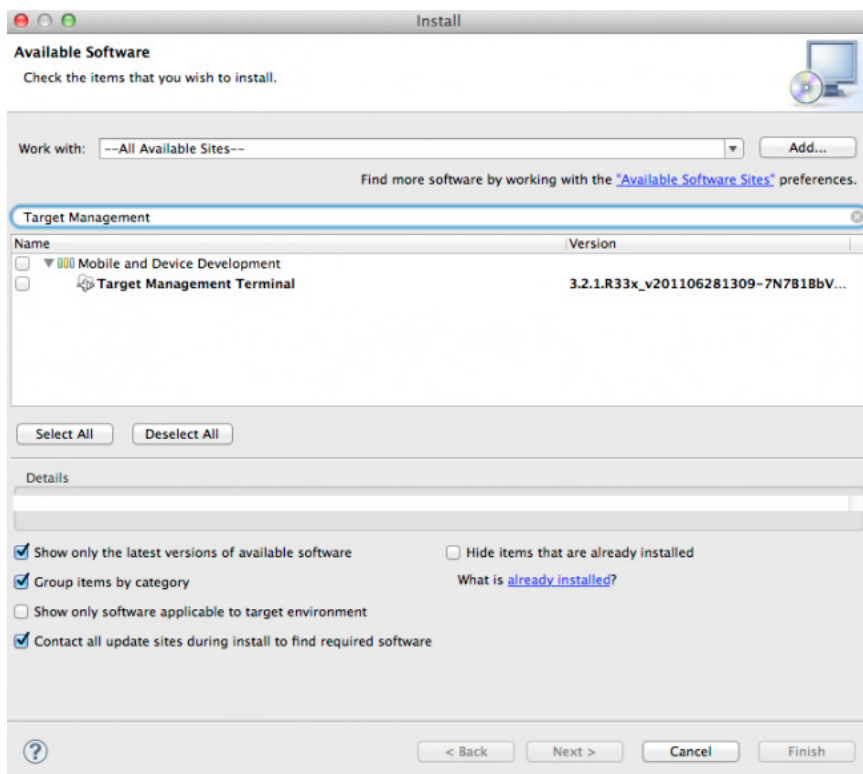 Install
Available Software
Check the items that you wish to install.
Work with: --All Available Sites-- Add...
Find more software by working with the "Available Software Sites" preferences.
Target Management
Name Version
Mobile and Device Development
Target Management Terminal 3.2.1.R33x_v201106281309-7N7B1BbV...
Select All Deselect All
Details
Show only the latest versions of available software Hide items that are already installed
Group items by category What is already installed?
Show only software applicable to target environment
Contact all update sites during install to find required software
? < Back Next > Cancel Finish